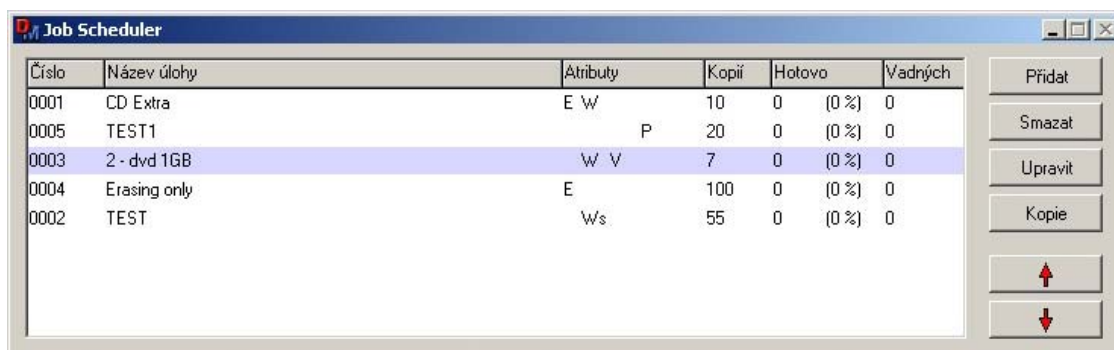 DM Job Scheduler
Číslo Název úlohy Atributy Kopií Hotovo Vadných
0001 CD Extra E W 10 0 (0 %) 0
0005 TEST1 P 20 0 (0 %) 0
0003 2 - dvd 1GB W V 7 0 (0 %) 0
0004 Erasing only E 100 0 (0 %) 0
0002 TEST Ws 55 0 (0 %) 0
Přidat
Smazat
Upravit
Kopie